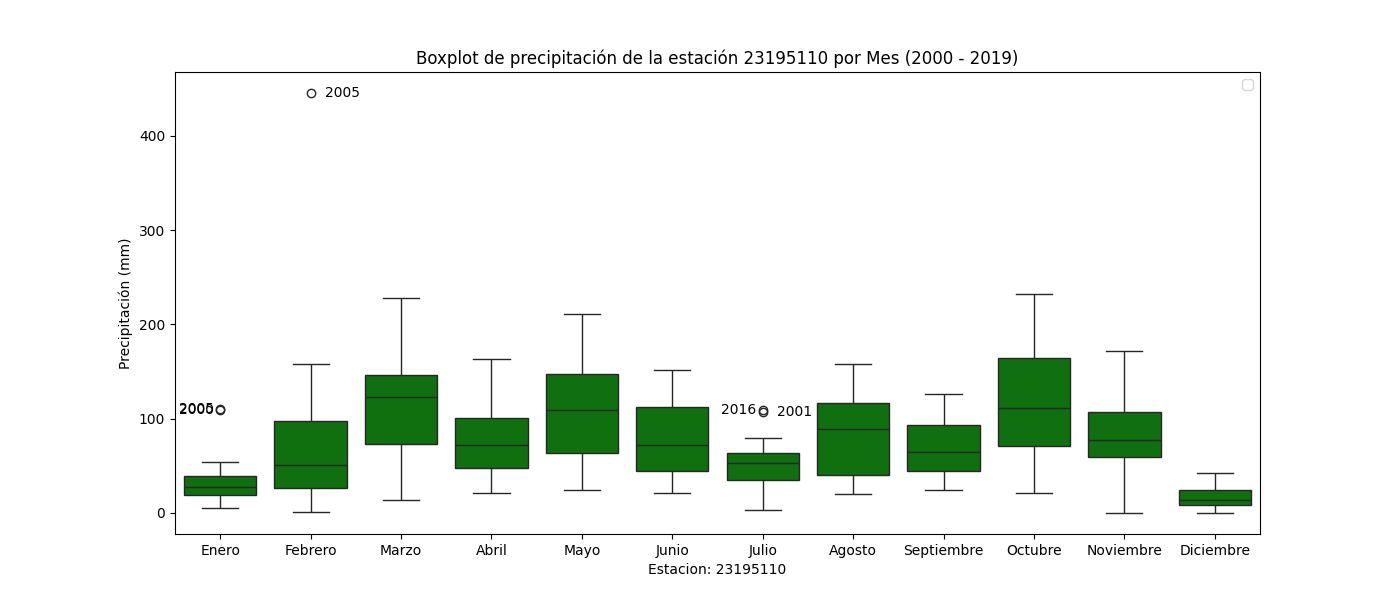 Boxplot de precipitación de la estación 23195110 por Mes (2000 - 2019)
Precipitación (mm)
400
300
200
100
0
2005
2005
2016
2001
Enero Febrero Marzo Abril Mayo Junio Julio Agosto Septiembre Octubre Noviembre Diciembre
Estacion: 23195110